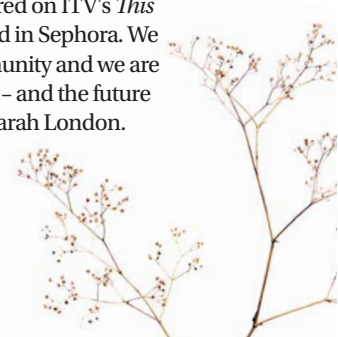 red on ITV's This
d in Sephora. We
unity and we are
– and the future
arah London.